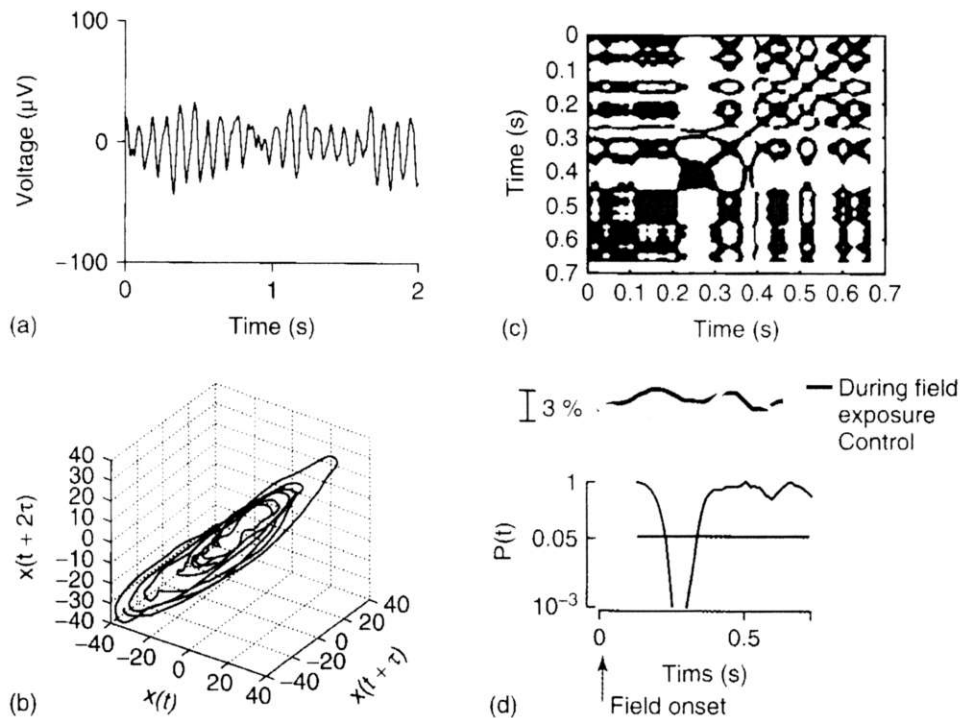 100
0
−100
Voltage (µV)
0
1
2
Time (s)
(a)
0
0.1
0.2
0.3
0.4
0.5
0.6
0.7
Time (s)
0 0.1 0.2 0.3 0.4 0.5 0.6 0.7
Time (s)
(c)
40
30
20
10
0
−10
−20
−30
−40
x(t + 2τ)
−40
−20
0
20
40
x(t)
−40
−20
0
20
40
x(t + τ)
(b)
3 %
During field
exposure
Control
1
0.05
10⁻³
P(t)
0
0.5
Tims (s)
Field onset
(d)